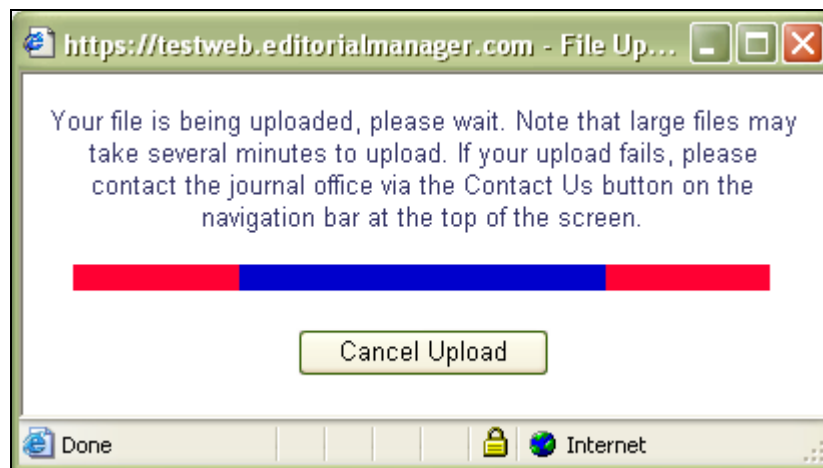 https://testweb.editorialmanager.com - File Up...
Your file is being uploaded, please wait. Note that large files may
take several minutes to upload. If your upload fails, please
contact the journal office via the Contact Us button on the
navigation bar at the top of the screen.
Cancel Upload
Done
Internet